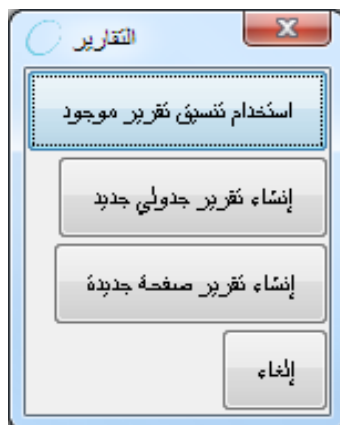 التقارير
استخدام تنسيق تقرير موجود
إنشاء تقرير جدولي جديد
إنشاء تقرير صفحة جديدة
إلغاء